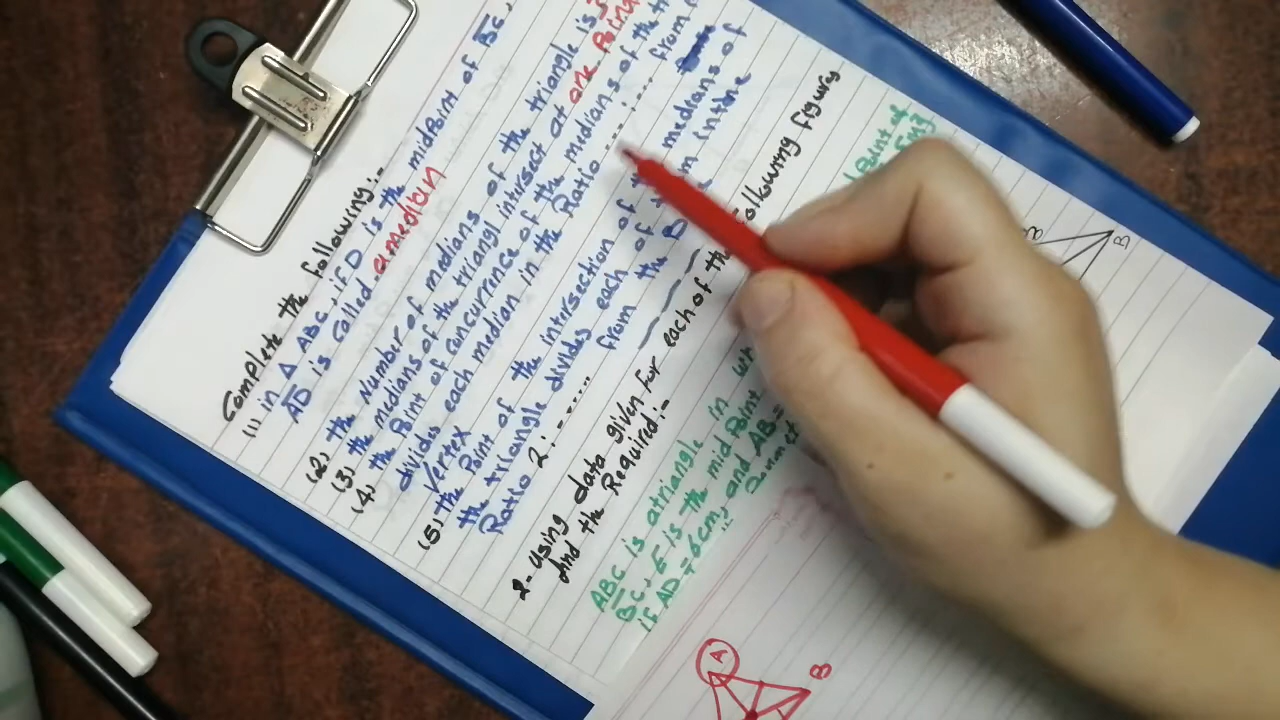 Complete the following:-
(1) in Δ ABC, if D is the midpoint of BC,
AD is called a median
(2) the Number of medians of the triangle is 3
(3) the medians of the triangl intersect at one Point
(4) the Point of concurrence of the medians of the
divides each median in the Ratio ...:... from
Vertex
(5) the Point of the intersection of medians of
the triangle divides each of in the
Ratio 2:...... from the
2- Using data given for each of the following figures
And the Required:-
ABC is atriangle in
BC, E is the midPoint
if AD = 6cm, and AB =
Point of
B
A
B